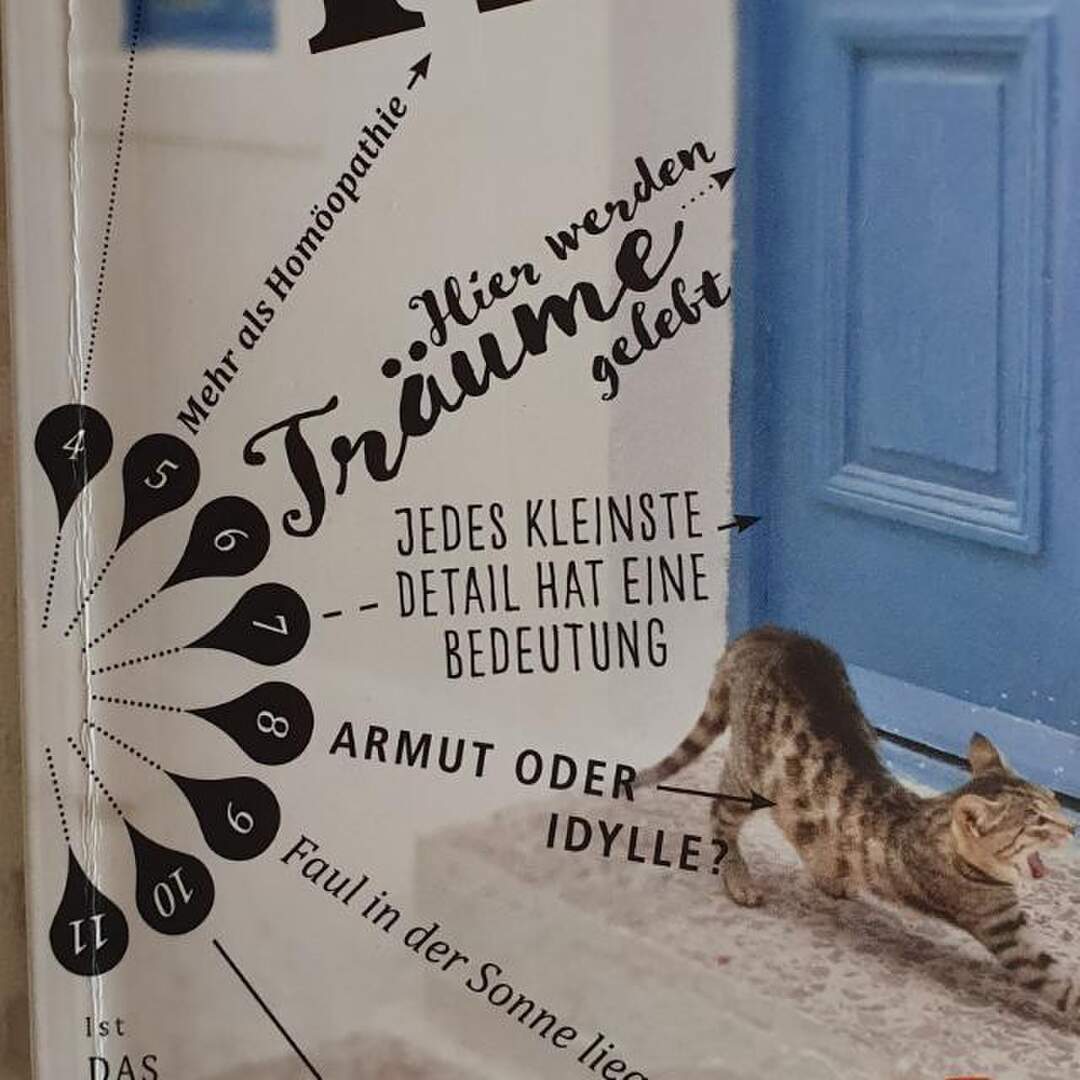 4
5
Mehr als Homöopathie
6
Hier werden
Träume
gelebt
7
JEDES KLEINSTE
DETAIL HAT EINE
BEDEUTUNG
8
ARMUT ODER
IDYLLE?
9
Faul in der Sonne
10
11
Ist
DAS